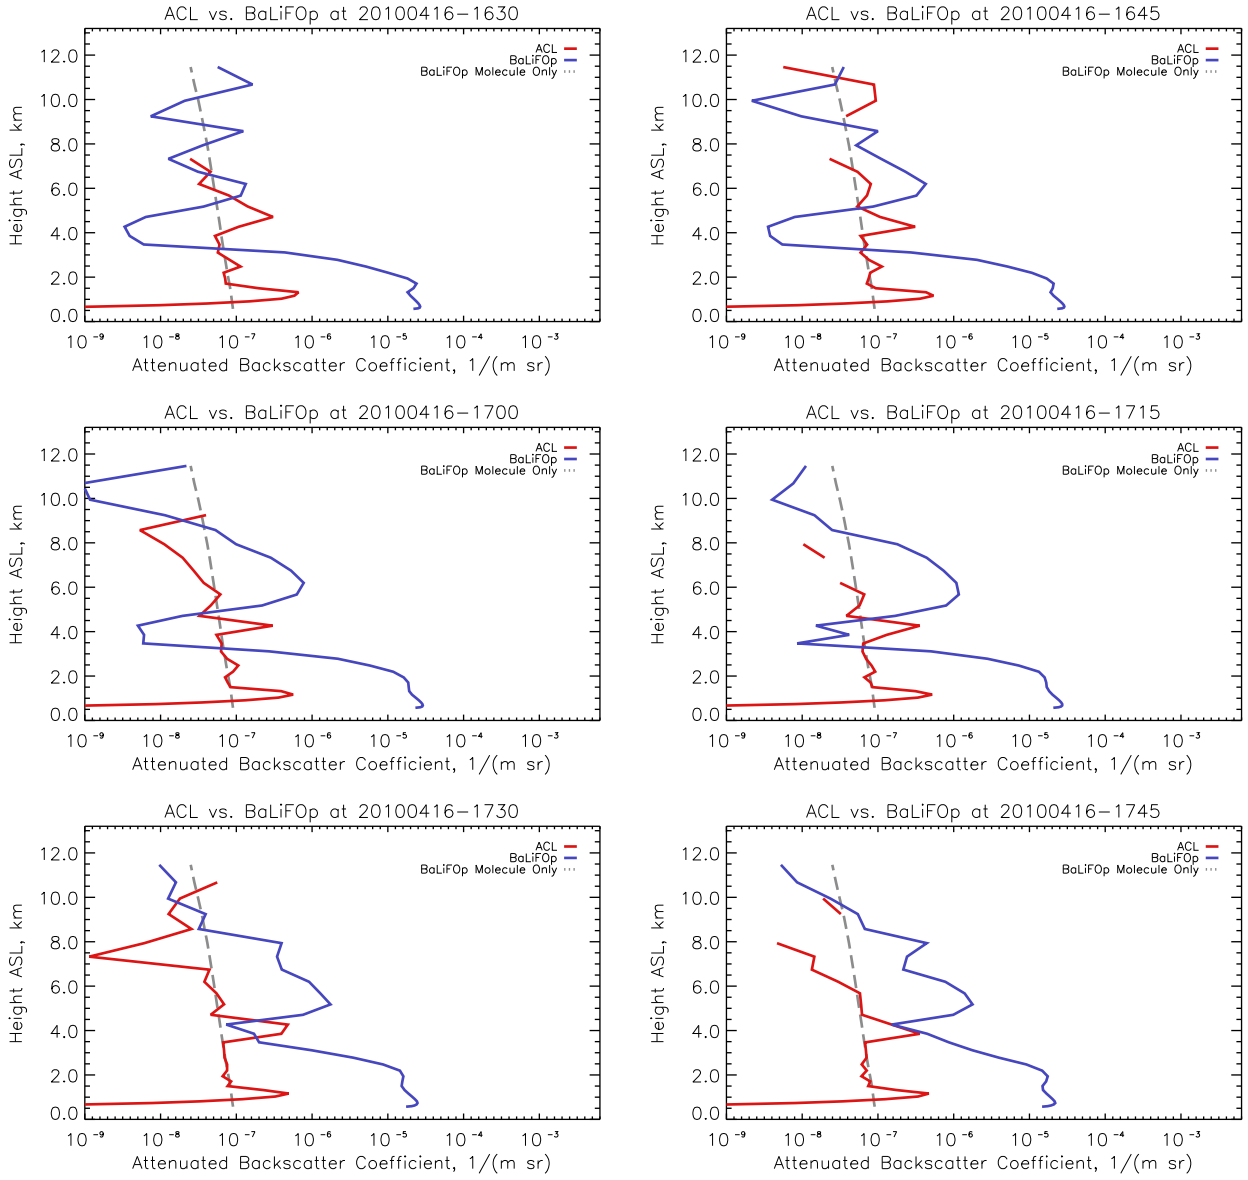 ACL vs. BaLiFOp at 20100416-1630
12.0
10.0
8.0
6.0
4.0
2.0
0.0
Height ASL, km
ACL
BaLiFOp
BaLiFOp Molecule Only
10⁻⁹ 10⁻⁸ 10⁻⁷ 10⁻⁶ 10⁻⁵ 10⁻⁴ 10⁻³
Attenuated Backscatter Coefficient, 1/(m sr)
ACL vs. BaLiFOp at 20100416-1645
12.0
10.0
8.0
6.0
4.0
2.0
0.0
Height ASL, km
ACL
BaLiFOp
BaLiFOp Molecule Only
10⁻⁹ 10⁻⁸ 10⁻⁷ 10⁻⁶ 10⁻⁵ 10⁻⁴ 10⁻³
Attenuated Backscatter Coefficient, 1/(m sr)
ACL vs. BaLiFOp at 20100416-1700
12.0
10.0
8.0
6.0
4.0
2.0
0.0
Height ASL, km
ACL
BaLiFOp
BaLiFOp Molecule Only
10⁻⁹ 10⁻⁸ 10⁻⁷ 10⁻⁶ 10⁻⁵ 10⁻⁴ 10⁻³
Attenuated Backscatter Coefficient, 1/(m sr)
ACL vs. BaLiFOp at 20100416-1715
12.0
10.0
8.0
6.0
4.0
2.0
0.0
Height ASL, km
ACL
BaLiFOp
BaLiFOp Molecule Only
10⁻⁹ 10⁻⁸ 10⁻⁷ 10⁻⁶ 10⁻⁵ 10⁻⁴ 10⁻³
Attenuated Backscatter Coefficient, 1/(m sr)
ACL vs. BaLiFOp at 20100416-1730
12.0
10.0
8.0
6.0
4.0
2.0
0.0
Height ASL, km
ACL
BaLiFOp
BaLiFOp Molecule Only
10⁻⁹ 10⁻⁸ 10⁻⁷ 10⁻⁶ 10⁻⁵ 10⁻⁴ 10⁻³
Attenuated Backscatter Coefficient, 1/(m sr)
ACL vs. BaLiFOp at 20100416-1745
12.0
10.0
8.0
6.0
4.0
2.0
0.0
Height ASL, km
ACL
BaLiFOp
BaLiFOp Molecule Only
10⁻⁹ 10⁻⁸ 10⁻⁷ 10⁻⁶ 10⁻⁵ 10⁻⁴ 10⁻³
Attenuated Backscatter Coefficient, 1/(m sr)